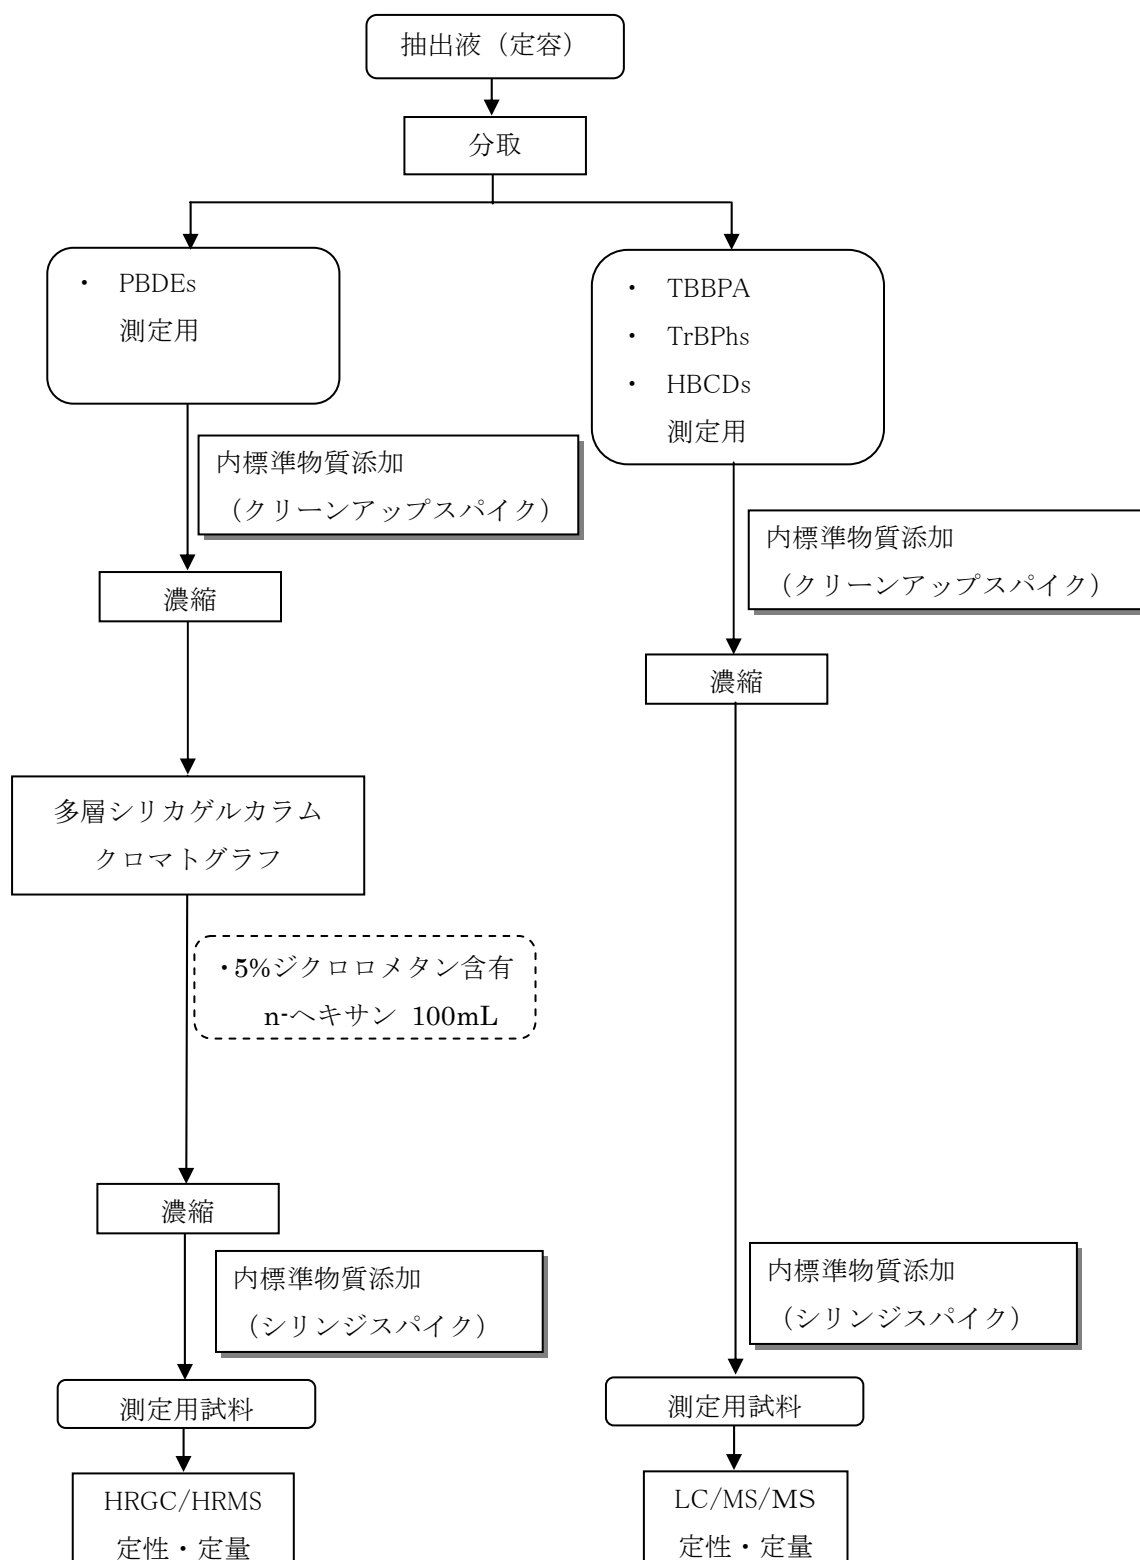 抽出液（定容）
分取
・ PBDEs
測定用
・ TBBPA
・ TrBPhs
・ HBCDs
測定用
内標準物質添加
（クリーンアップスパイク）
濃縮
内標準物質添加
（クリーンアップスパイク）
濃縮
多層シリカゲルカラム
クロマトグラフ
・5%ジクロロメタン含有
n-ヘキサン 100mL
濃縮
内標準物質添加
（シリンジスパイク）
内標準物質添加
（シリンジスパイク）
測定用試料
測定用試料
HRGC/HRMS
定性・定量
LC/MS/MS
定性・定量